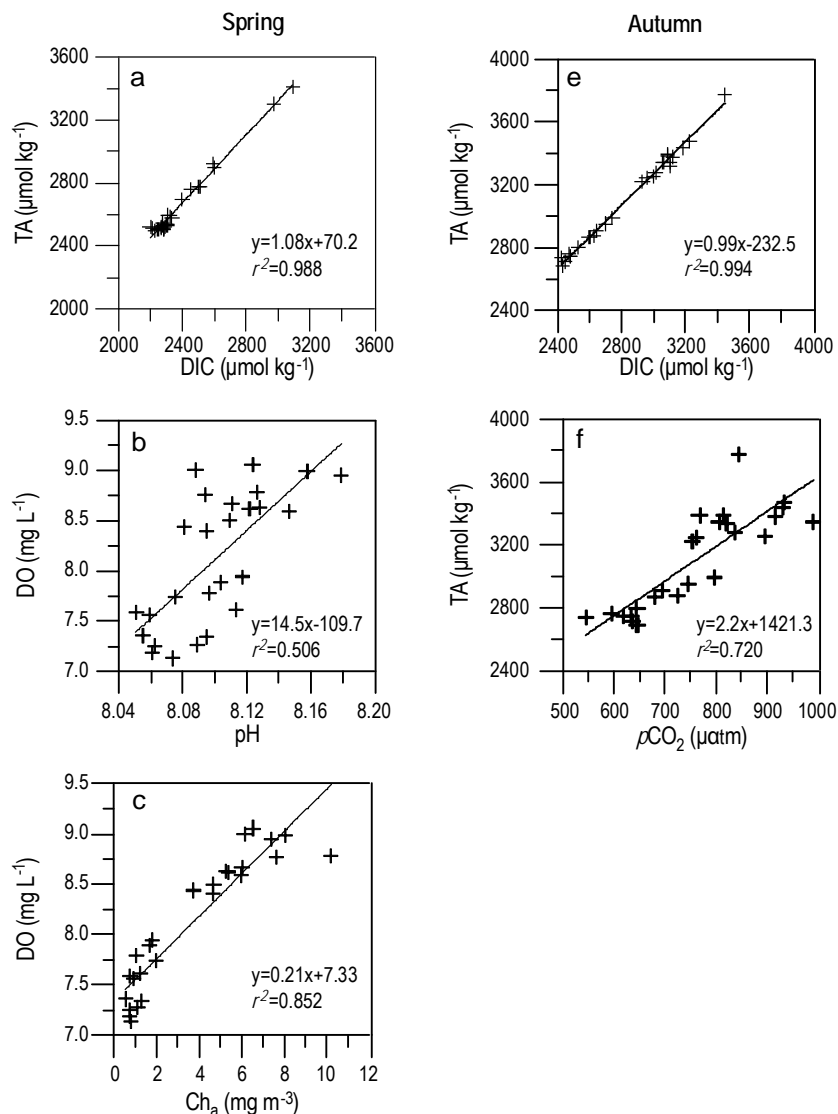 Spring
Autumn
a
3600
3200
2800
2400
2000
TA (µmol kg-1)
y=1.08x+70.2
r2=0.988
2000 2400 2800 3200 3600
DIC (µmol kg-1)
e
4000
3600
3200
2800
2400
TA (µmol kg-1)
y=0.99x-232.5
r2=0.994
2400 2800 3200 3600 4000
DIC (µmol kg-1)
b
9.5
9.0
8.5
8.0
7.5
7.0
DO (mg L-1)
y=14.5x-109.7
r2=0.506
8.04 8.08 8.12 8.16 8.20
pH
f
4000
3600
3200
2800
2400
TA (µmol kg-1)
y=2.2x+1421.3
r2=0.720
500 600 700 800 900 1000
pCO2 (µatm)
c
9.5
9.0
8.5
8.0
7.5
7.0
DO (mg L-1)
y=0.21x+7.33
r2=0.852
0 2 4 6 8 10 12
Cha (mg m-3)